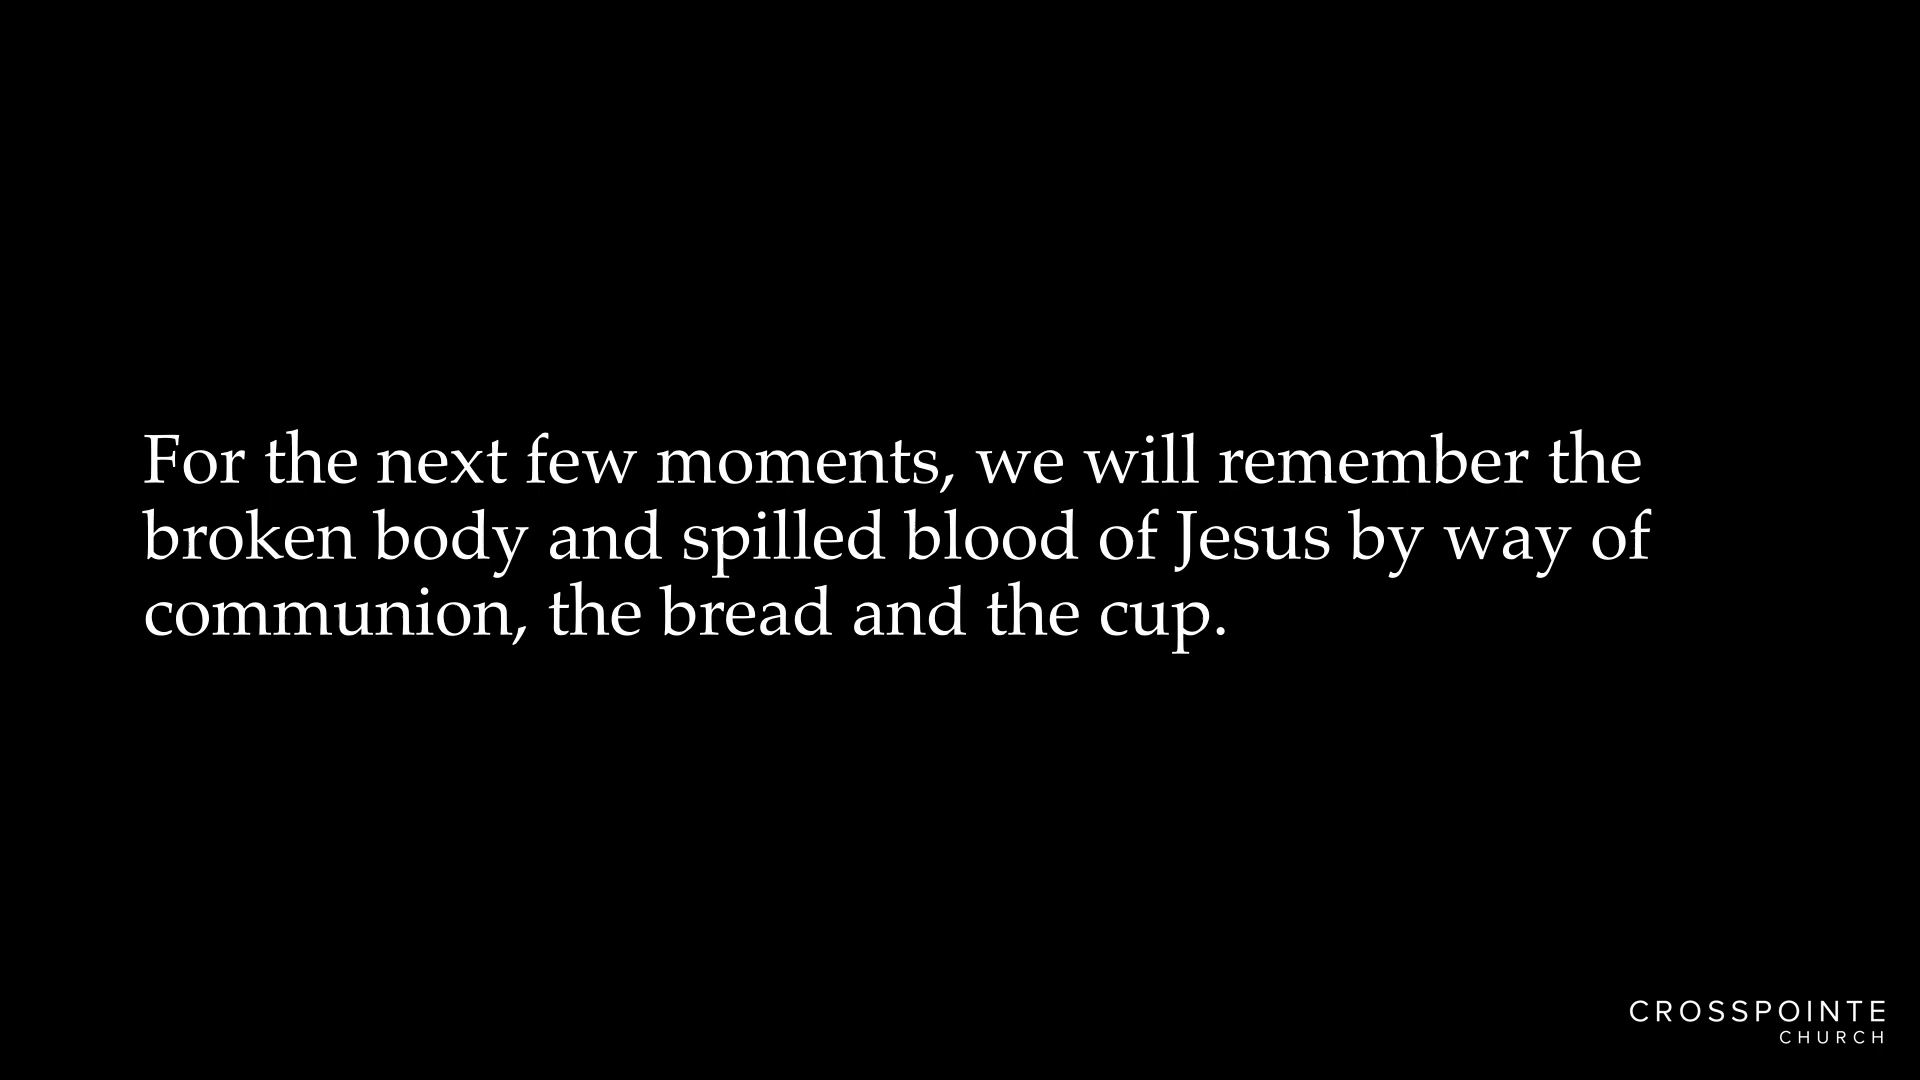 For the next few moments, we will remember the
broken body and spilled blood of Jesus by way of
communion, the bread and the cup.
CROSSPOINTE
CHURCH